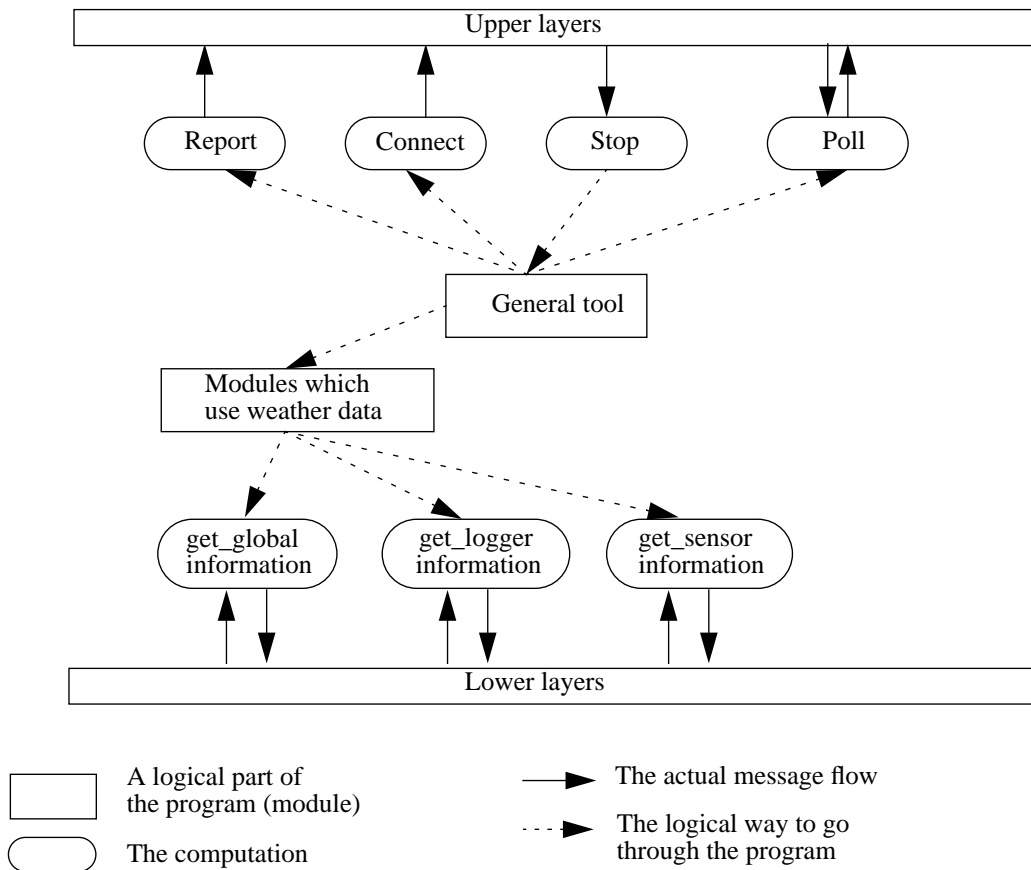 Upper layers
Report
Connect
Stop
Poll
General tool
Modules which
use weather data
get_global
information
get_logger
information
get_sensor
information
Lower layers
A logical part of
the program (module)
The computation
The actual message flow
The logical way to go
through the program